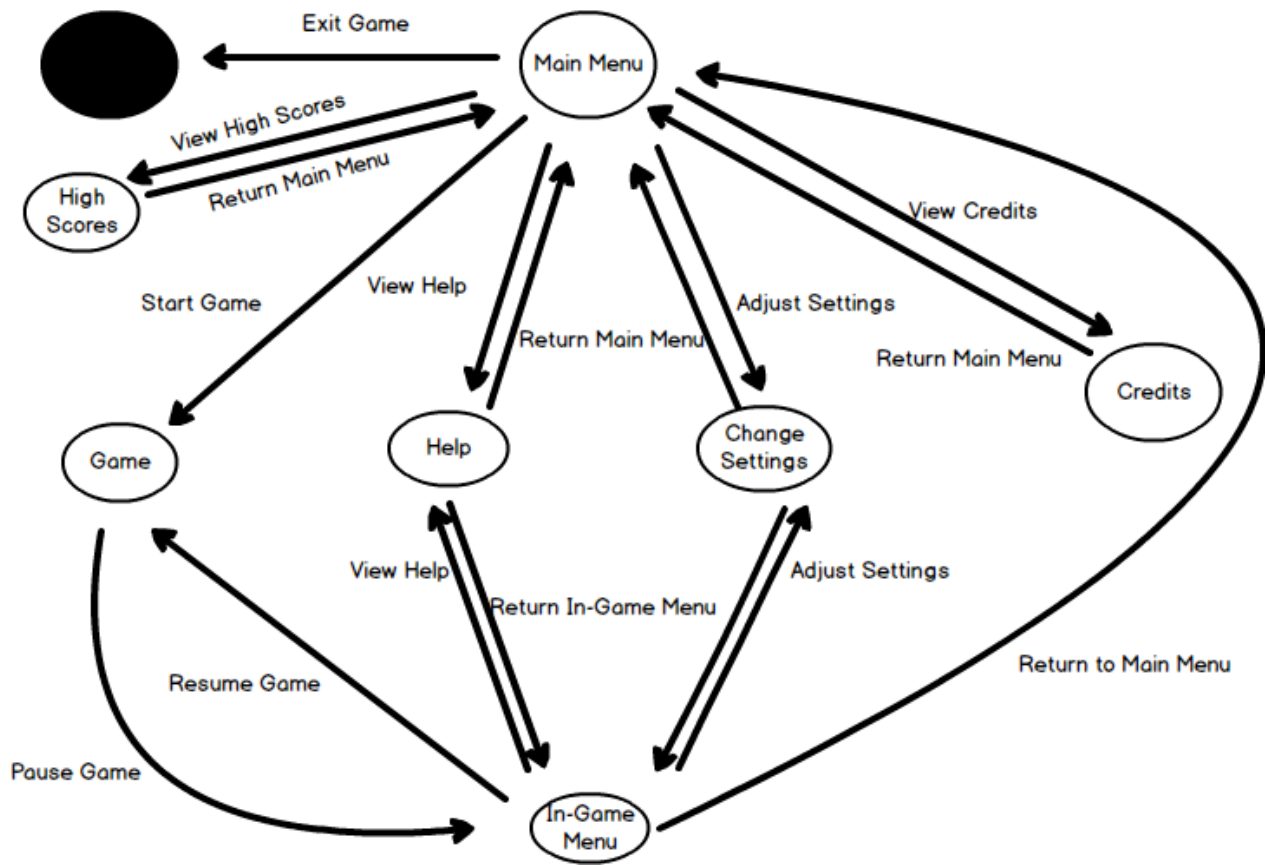 Exit Game
Main Menu
View High Scores
Return Main Menu
High
Scores
View Credits
Start Game
View Help
Adjust Settings
Return Main Menu
Return Main Menu
Credits
Game
Help
Change
Settings
View Help
Adjust Settings
Return In-Game Menu
Return to Main Menu
Resume Game
Pause Game
In-Game
Menu